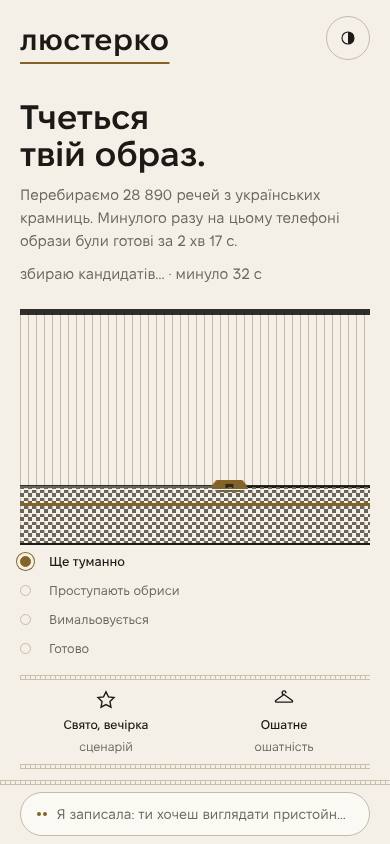 люстерко
Тчеться
твій образ.
Перебираємо 28 890 речей з українських
крамниць. Минулого разу на цьому телефоні
образи були готові за 2 хв 17 с.
збираю кандидатів… · минуло 32 с
Ще туманно
Проступають обриси
Вимальовується
Готово
Свято, вечірка
сценарій
Ошатне
ошатність
Я записала: ти хочеш виглядати пристойн…